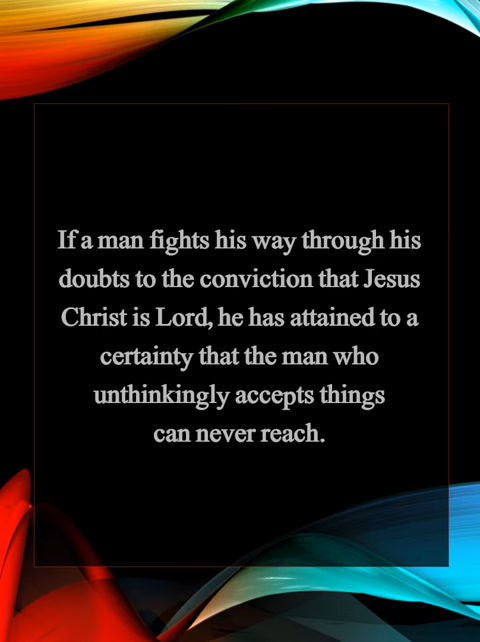 If a man fights his way through his
doubts to the conviction that Jesus
Christ is Lord, he has attained to a
certainty that the man who
unthinkingly accepts things
can never reach.